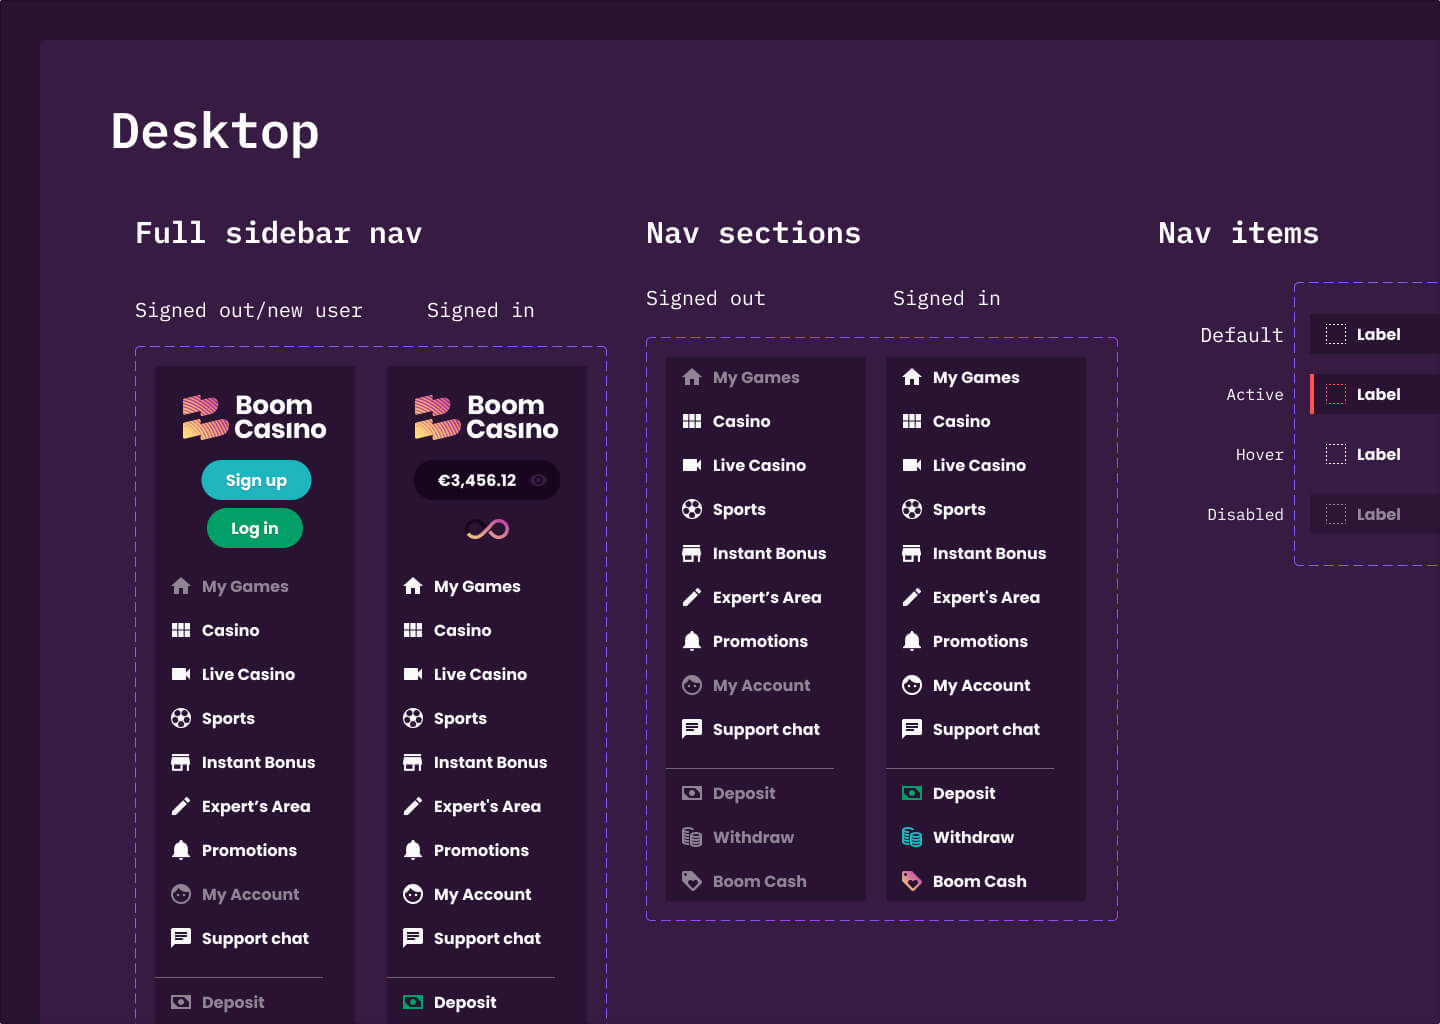 Desktop
Full sidebar nav
Signed out/new user
Signed in
Boom
Casino
Sign up
Log in
My Games
Casino
Live Casino
Sports
Instant Bonus
Expert’s Area
Promotions
My Account
Support chat
Deposit
Boom
Casino
€3,456.12
My Games
Casino
Live Casino
Sports
Instant Bonus
Expert's Area
Promotions
My Account
Support chat
Deposit
Nav sections
Signed out
Signed in
My Games
Casino
Live Casino
Sports
Instant Bonus
Expert’s Area
Promotions
My Account
Support chat
Deposit
Withdraw
Boom Cash
My Games
Casino
Live Casino
Sports
Instant Bonus
Expert's Area
Promotions
My Account
Support chat
Deposit
Withdraw
Boom Cash
Nav items
Default
Label
Active
Label
Hover
Label
Disabled
Label